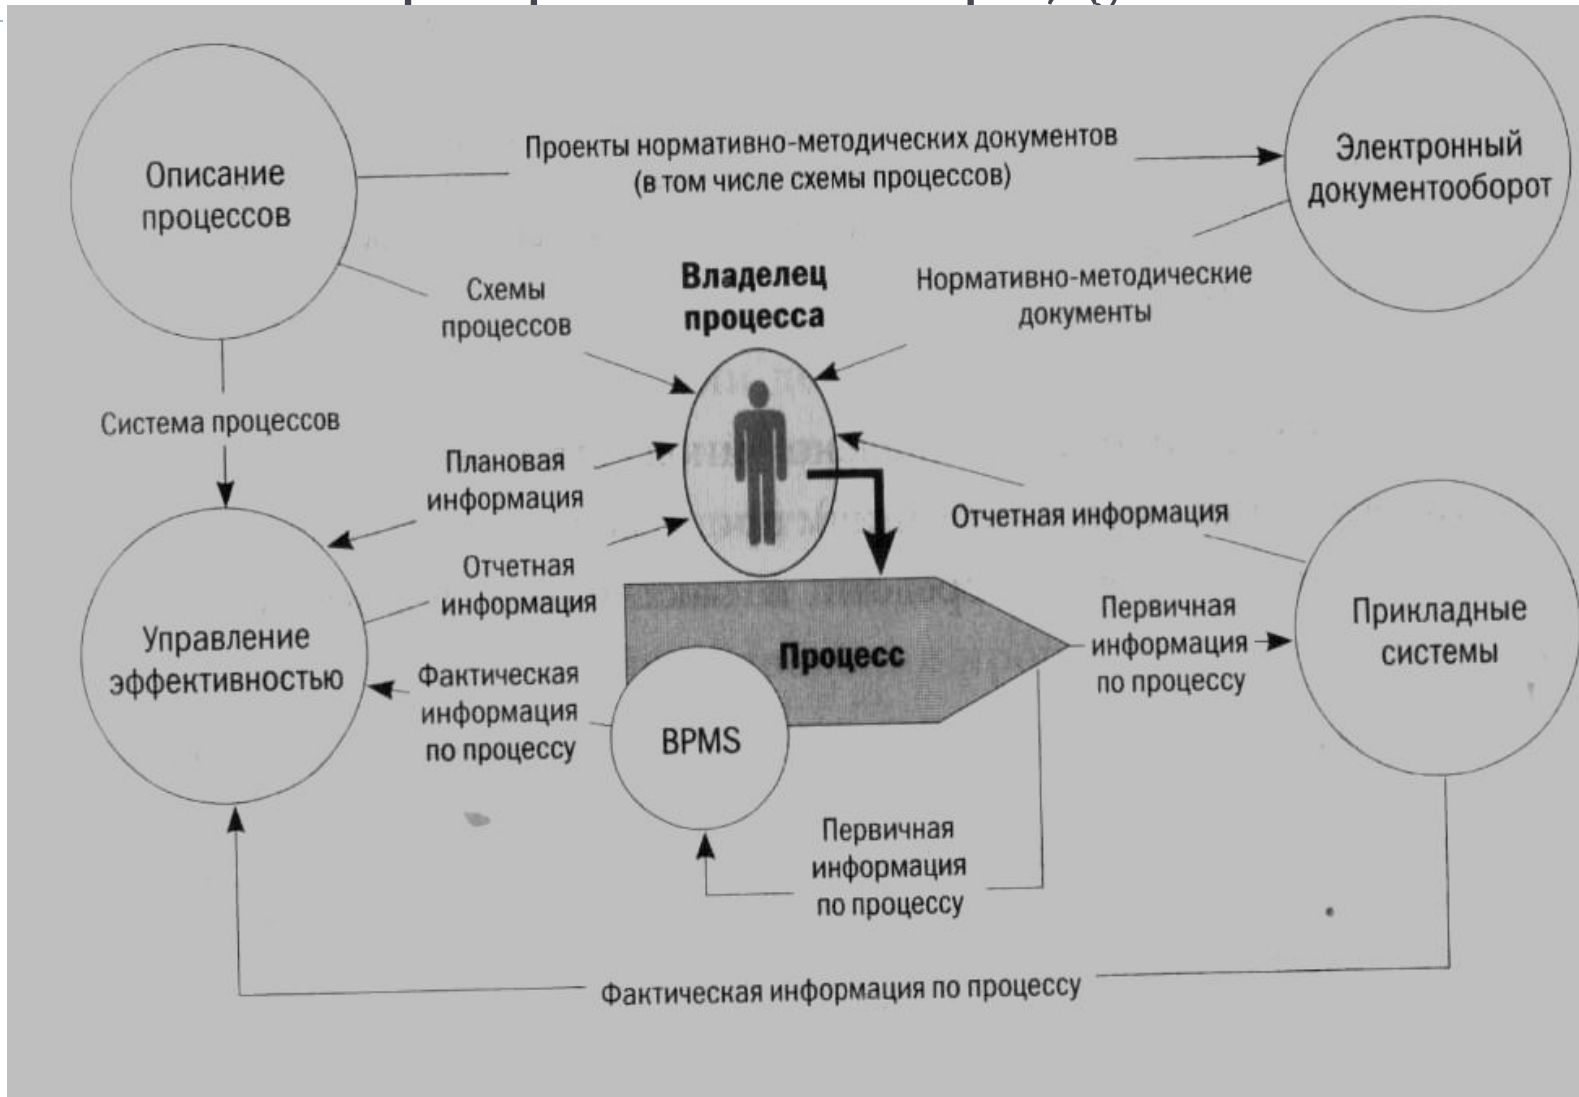 Описание
процессов
Проекты нормативно-методических документов
(в том числе схемы процессов)
Электронный
документооборот
Схемы
процессов
Владелец
процесса
Нормативно-методические
документы
Система процессов
Плановая
информация
Отчетная информация
Отчетная
информация
Управление
эффективностью
Процесс
Первичная
информация
по процессу
Прикладные
системы
Фактическая
информация
по процессу
BPMS
Первичная
информация
по процессу
Фактическая информация по процессу